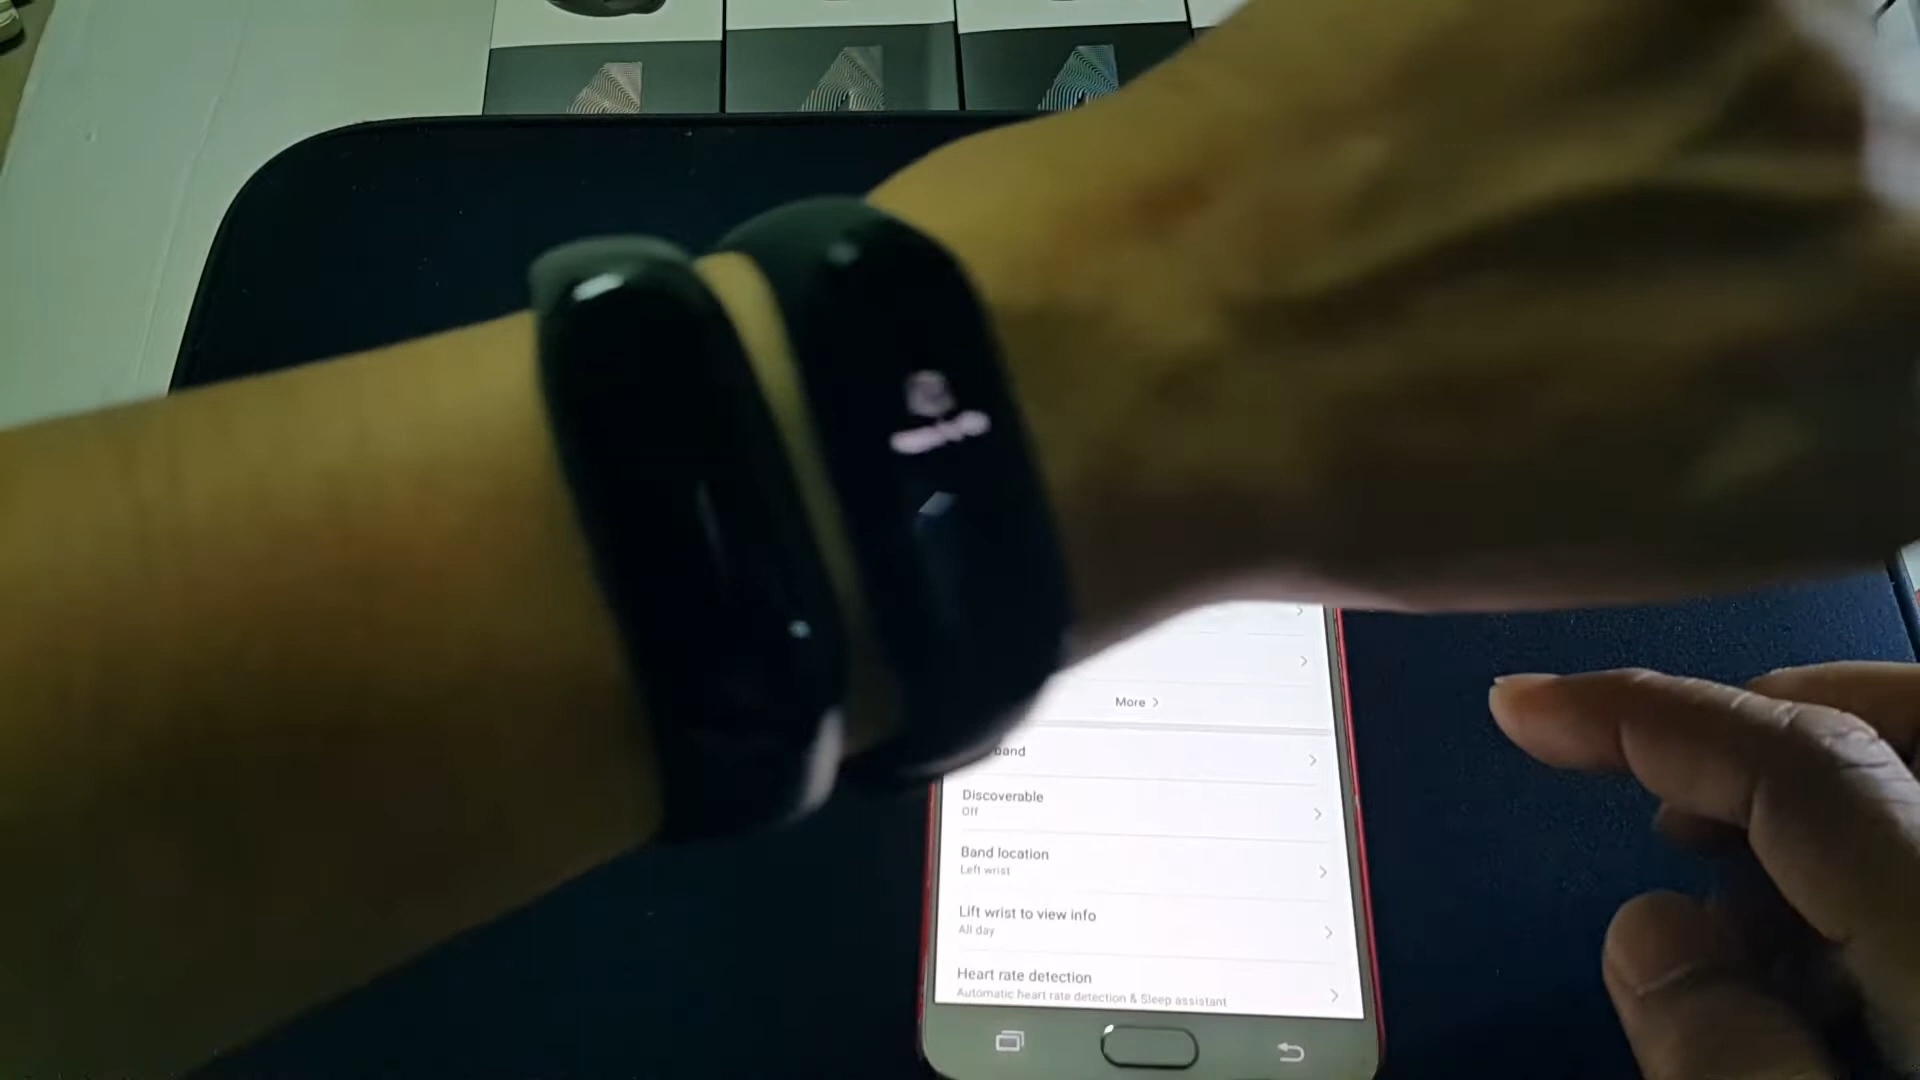 More
band
Discoverable
Off
Band location
Left wrist
Lift wrist to view info
All day
Heart rate detection
Automatic heart rate detection & Sleep assistant